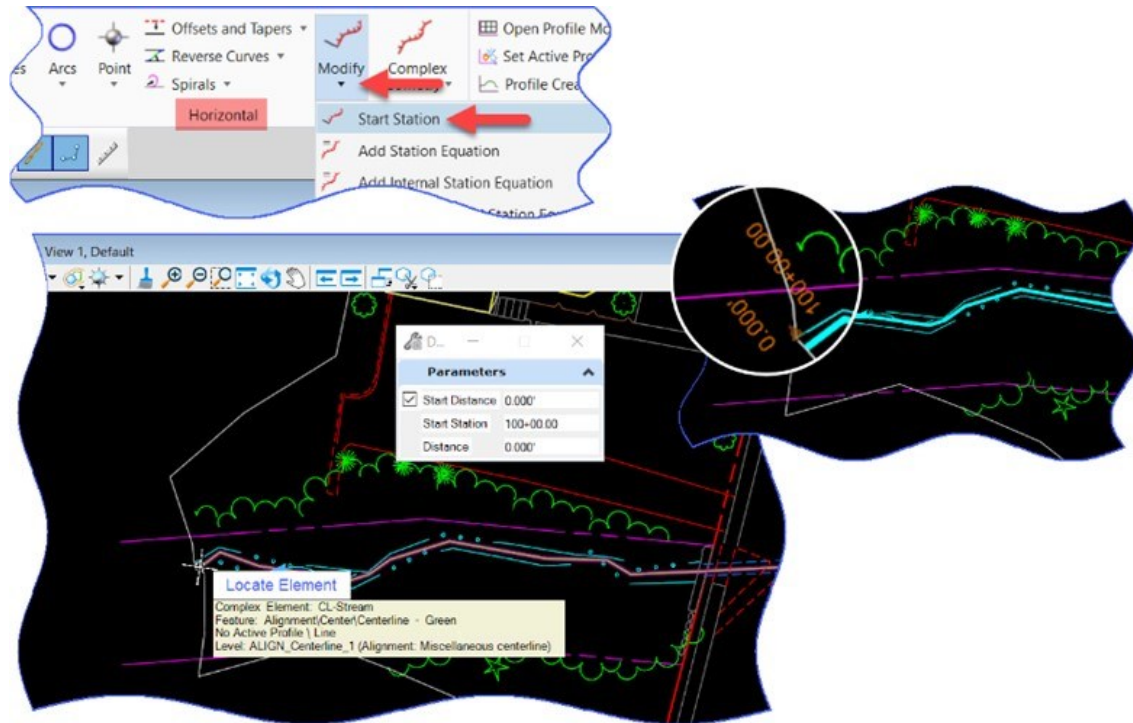 Offsets and Tapers
Reverse Curves
Spirals
Arcs
Point
Horizontal
Modify
Complex
Open Profile Mo
Set Active Pro
Profile Crea
Start Station
Add Station Equation
Add Internal Station Equation
View 1, Default
D...
Parameters
Start Distance 0.000'
Start Station 100+00.00
Distance 0.000'
Locate Element
Complex Element: CL-Stream
Feature: Alignment\Center\Centerline - Green
No Active Profile \ Line
Level: ALIGN_Centerline_1 (Alignment: Miscellaneous centerline)
100+00.00
0.000'